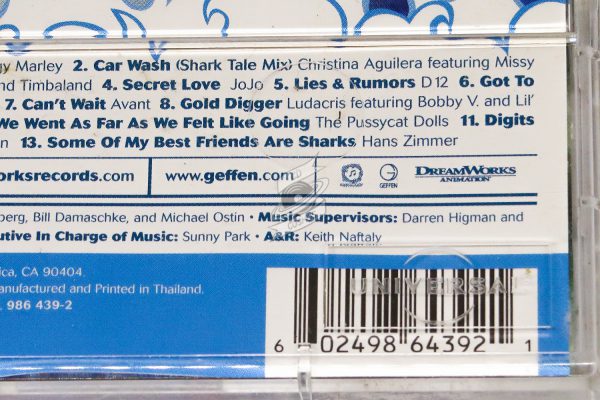 gy Marley 2. Car Wash (Shark Tale Mix) Christina Aguilera featuring Missy
nd Timbaland 4. Secret Love JoJo 5. Lies & Rumors D12 6. Got To
7. Can't Wait Avant 8. Gold Digger Ludacris featuring Bobby V. and Lil'
We Went As Far As We Felt Like Going The Pussycat Dolls 11. Digits
n 13. Some Of My Best Friends Are Sharks Hans Zimmer
orksrecords.com www.geffen.com GEFFEN DREAMWORKS
ANIMATION
berg, Bill Damaschke, and Michael Ostin • Music Supervisors: Darren Higman and
utive In Charge of Music: Sunny Park • A&R: Keith Naftaly
ica, CA 90404.
anufactured and Printed in Thailand.
986 439-2
UNIVERSAL
6 02498 64392 1